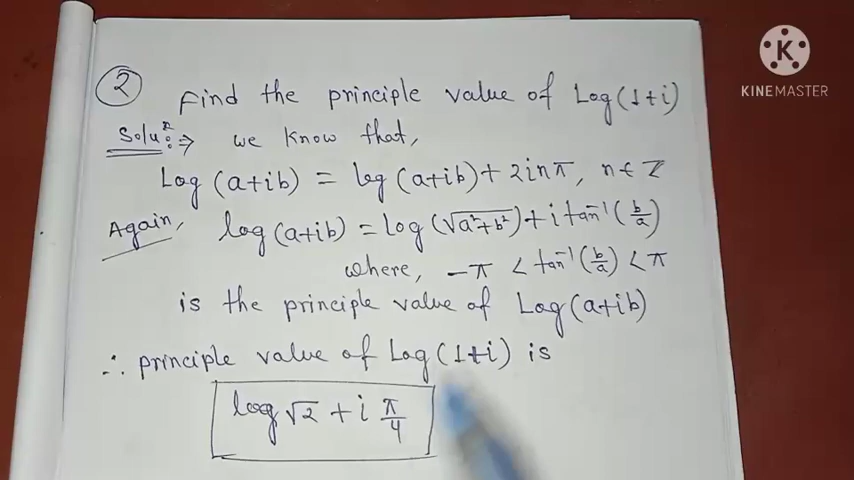 ② Find the principle value of Log(1+i)
Soluⁿ:⇒ we know that,
Log(a+ib) = log(a+ib) + 2inπ, n∈Z
Again, log(a+ib) = log(√a²+b²) + i tan⁻¹(b/a)
where, -π < tan⁻¹(b/a) < π
is the principle value of Log(a+ib)
∴ principle value of Log(1+i) is
log√2 + i π/4
K
KINEMASTER